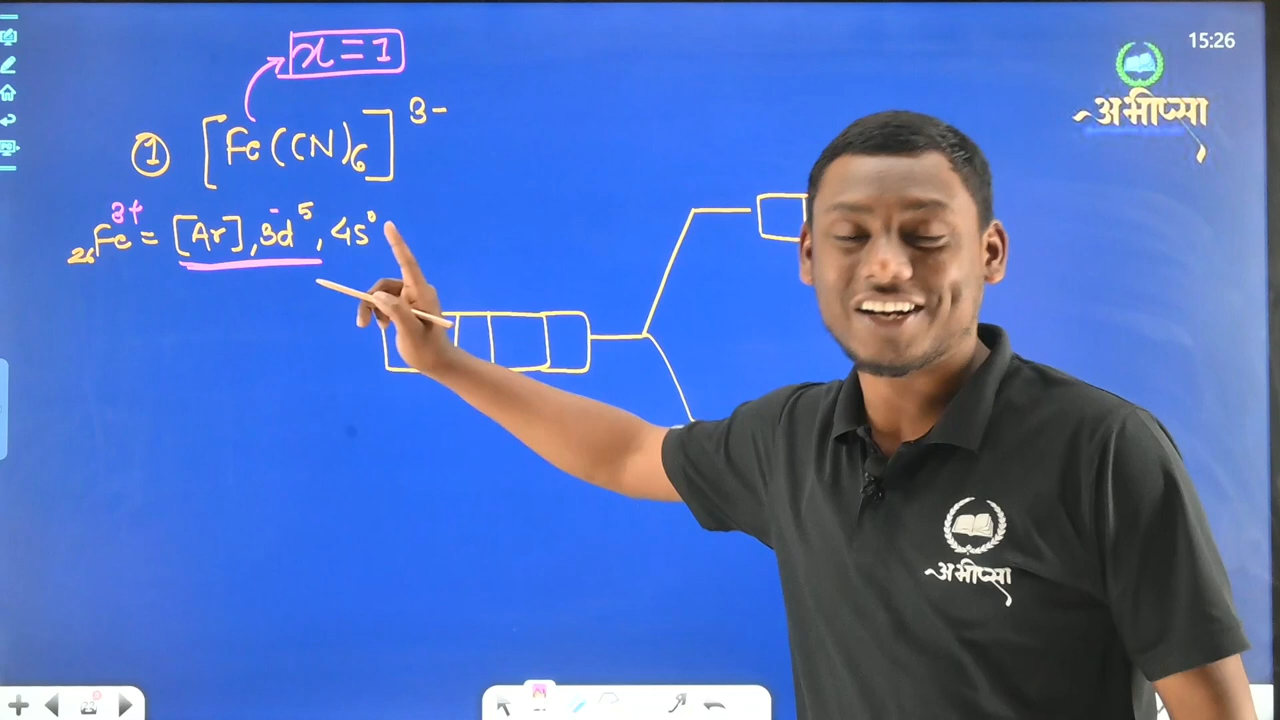 x=1
15:26
अभीप्सा
① [Fe(CN)₆]³⁻
₂₆Fe³⁺ = [Ar], 3d⁵, 4s⁰
अभीप्सा